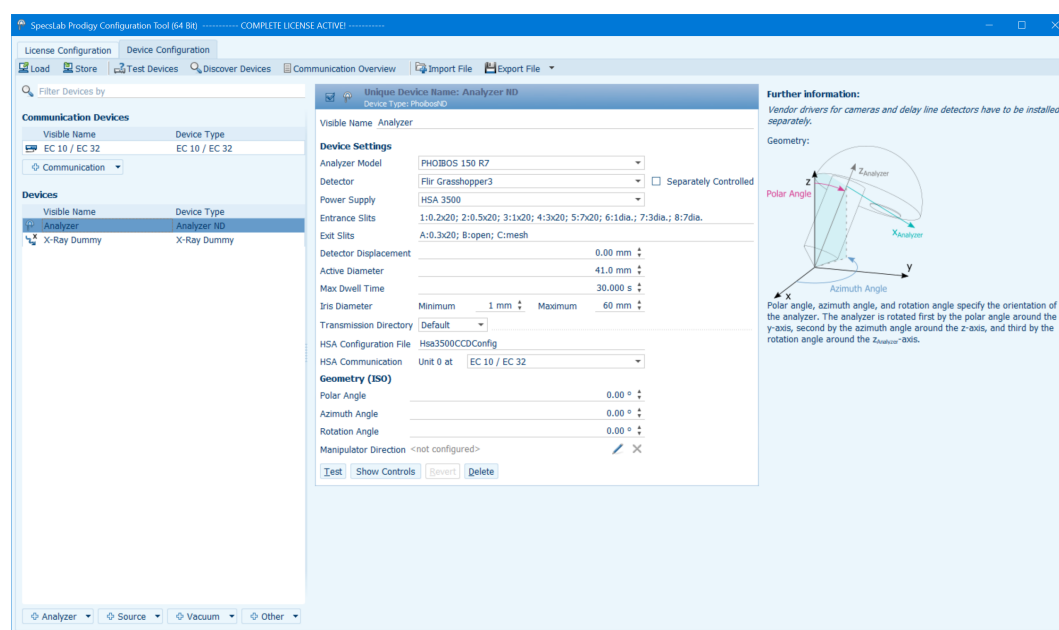 SpecsLab Prodigy Configuration Tool (64 Bit) ----------- COMPLETE LICENSE ACTIVE! -----------
License Configuration Device Configuration
Load Store Test Devices Discover Devices Communication Overview Import File Export File
Filter Devices by
Communication Devices
Visible Name Device Type
EC 10 / EC 32 EC 10 / EC 32
Communication
Devices
Visible Name Device Type
Analyzer Analyzer ND
X-Ray Dummy X-Ray Dummy
Analyzer Source Vacuum Other
Unique Device Name: Analyzer ND
Device Type: PhoibosND
Visible Name Analyzer
Device Settings
Analyzer Model PHOIBOS 150 R7
Detector Flir Grasshopper3 Separately Controlled
Power Supply HSA 3500
Entrance Slits 1:0.2x20; 2:0.5x20; 3:1x20; 4:3x20; 5:7x20; 6:1dia.; 7:3dia.; 8:7dia.
Exit Slits A:0.3x20; B:open; C:mesh
Detector Displacement 0.00 mm
Active Diameter 41.0 mm
Max Dwell Time 30.000 s
Iris Diameter Minimum 1 mm Maximum 60 mm
Transmission Directory Default
HSA Configuration File Hsa3500CCDConfig
HSA Communication Unit 0 at EC 10 / EC 32
Geometry (ISO)
Polar Angle 0.00 °
Azimuth Angle 0.00 °
Rotation Angle 0.00 °
Manipulator Direction <not configured>
Test Show Controls Revert Delete
Further information:
Vendor drivers for cameras and delay line detectors have to be installed
separately.
Geometry:
z
zAnalyzer
Polar Angle
xAnalyzer
y
Azimuth Angle
x
Polar angle, azimuth angle, and rotation angle specify the orientation of
the analyzer. The analyzer is rotated first by the polar angle around the
y-axis, second by the azimuth angle around the z-axis, and third by the
rotation angle around the zAnalyzer-axis.